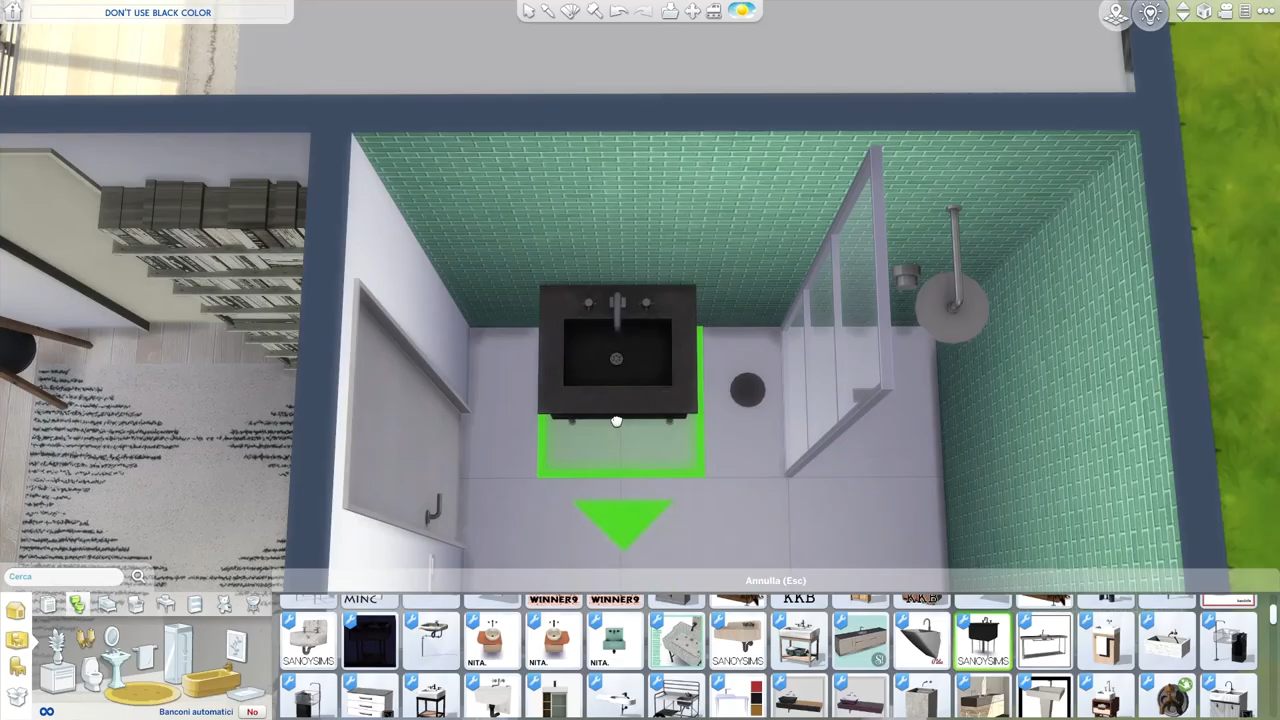 DON'T USE BLACK COLOR
Annulla (Esc)
Cerca
MINC
WINNER9
WINNER9
KKB
KKB
SANOYSIMS
NITA.
NITA.
NITA.
SANOYSIMS
SANOYSIMS
Banconi automatici
No